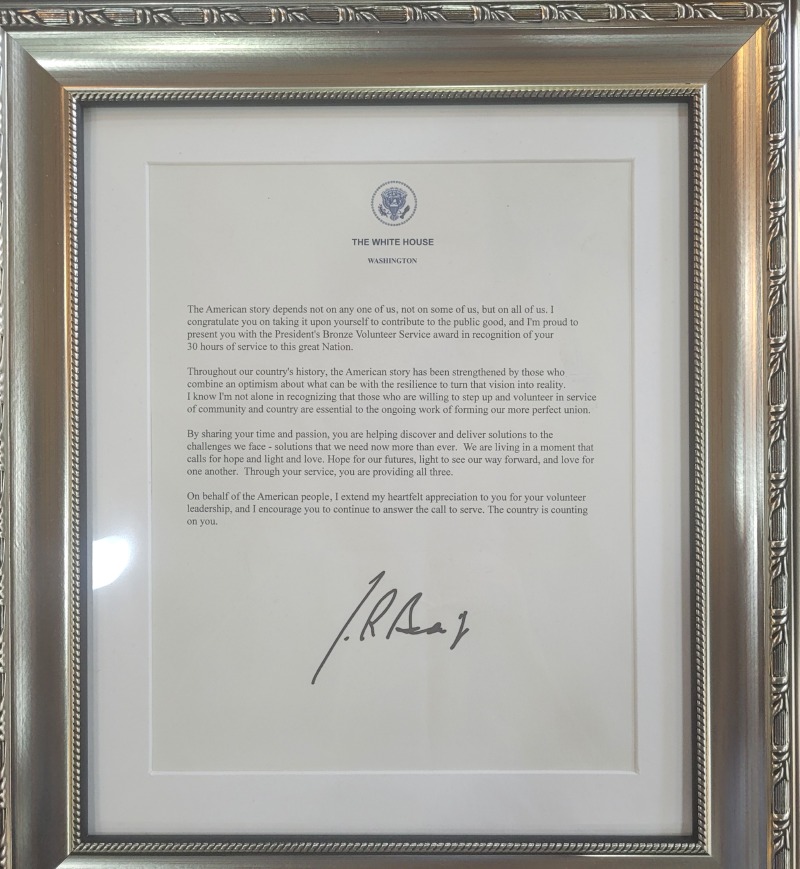 THE WHITE HOUSE
WASHINGTON
The American story depends not on any one of us, not on some of us, but on all of us. I
congratulate you on taking it upon yourself to contribute to the public good, and I'm proud to
present you with the President's Bronze Volunteer Service award in recognition of your
30 hours of service to this great Nation.
Throughout our country's history, the American story has been strengthened by those who
combine an optimism about what can be with the resilience to turn that vision into reality.
I know I'm not alone in recognizing that those who are willing to step up and volunteer in service
of community and country are essential to the ongoing work of forming our more perfect union.
By sharing your time and passion, you are helping discover and deliver solutions to the
challenges we face - solutions that we need now more than ever.  We are living in a moment that
calls for hope and light and love. Hope for our futures, light to see our way forward, and love for
one another.  Through your service, you are providing all three.
On behalf of the American people, I extend my heartfelt appreciation to you for your volunteer
leadership, and I encourage you to continue to answer the call to serve. The country is counting
on you.